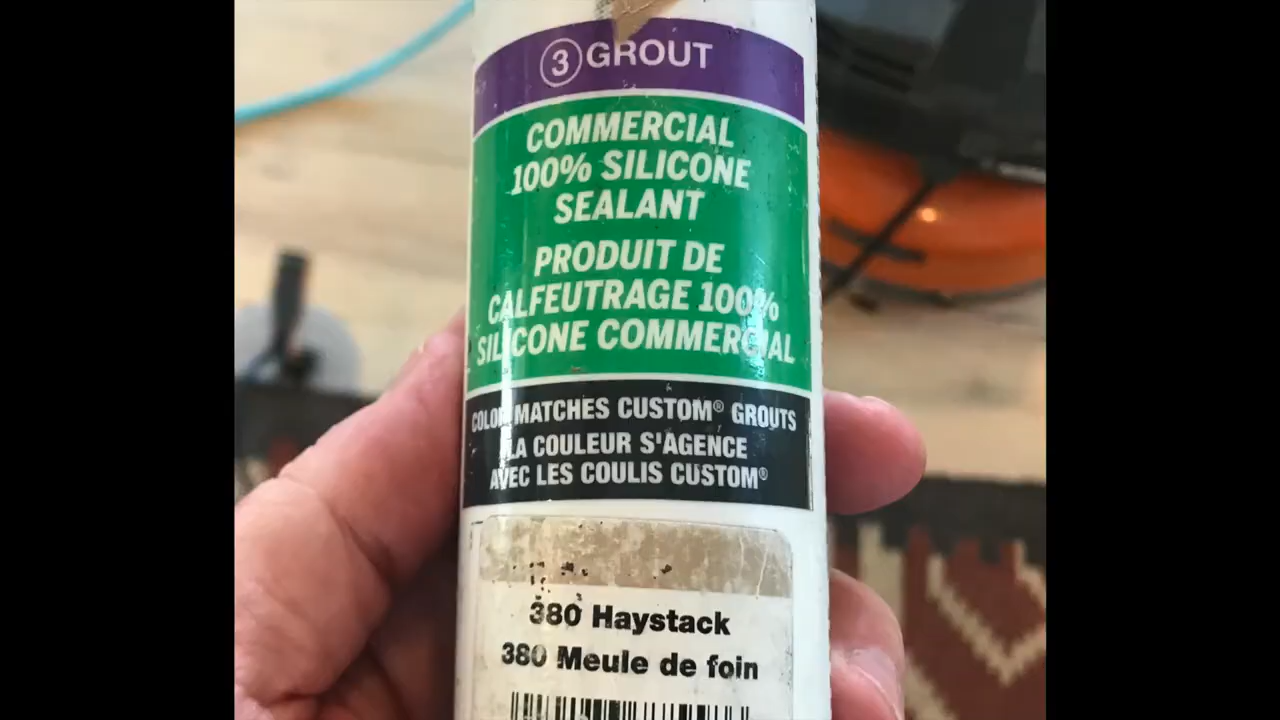 3 GROUT
COMMERCIAL
100% SILICONE
SEALANT
PRODUIT DE
CALFEUTRAGE 100%
SILICONE COMMERCIAL
COLOR MATCHES CUSTOM® GROUTS
LA COULEUR S'AGENCE
AVEC LES COULIS CUSTOM®
380 Haystack
380 Meule de foin